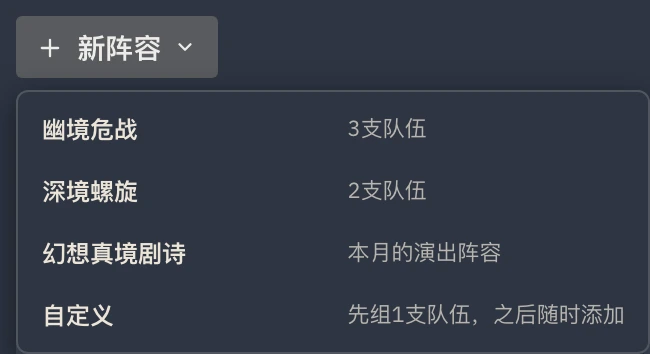 + 新阵容
幽境危战 3支队伍
深境螺旋 2支队伍
幻想真境剧诗 本月的演出阵容
自定义 先组1支队伍，之后随时添加